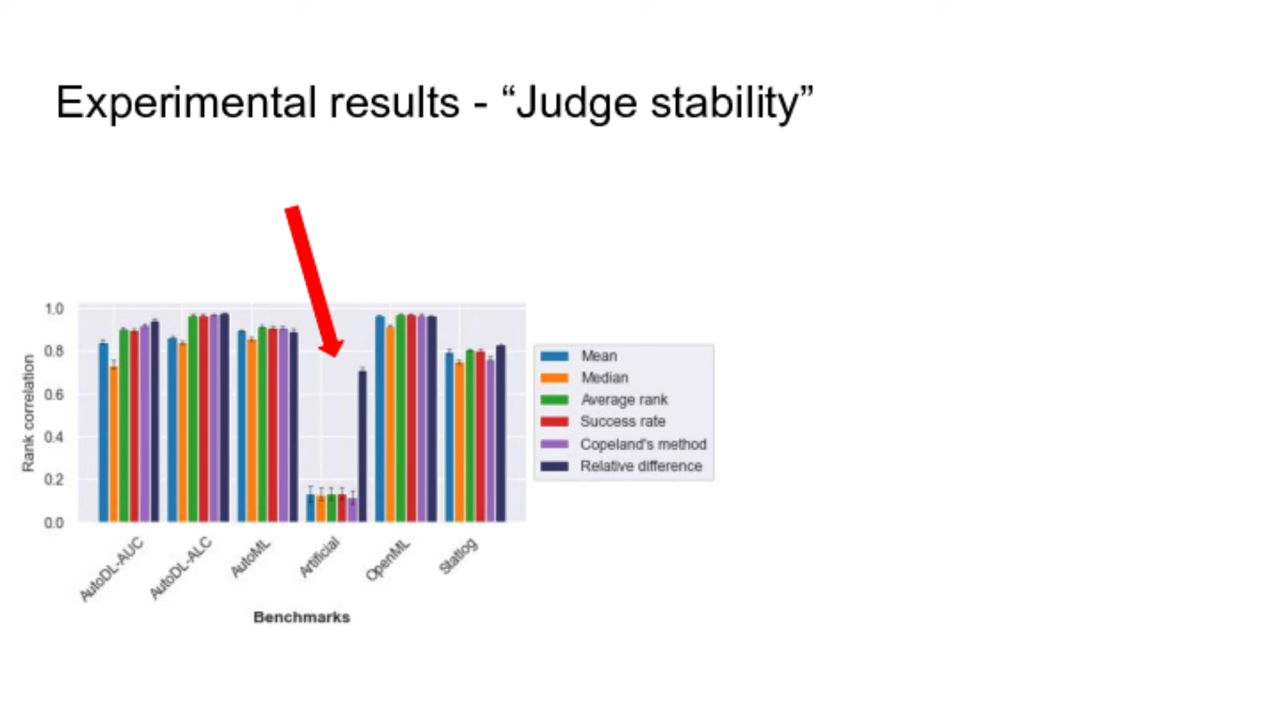 Experimental results - “Judge stability”
1.0
0.8
0.6
0.4
0.2
0.0
Rank correlation
AutoDL-AUC
AutoDL-ALC
AutoML
Artificial
OpenML
Statlog
Benchmarks
Mean
Median
Average rank
Success rate
Copeland's method
Relative difference